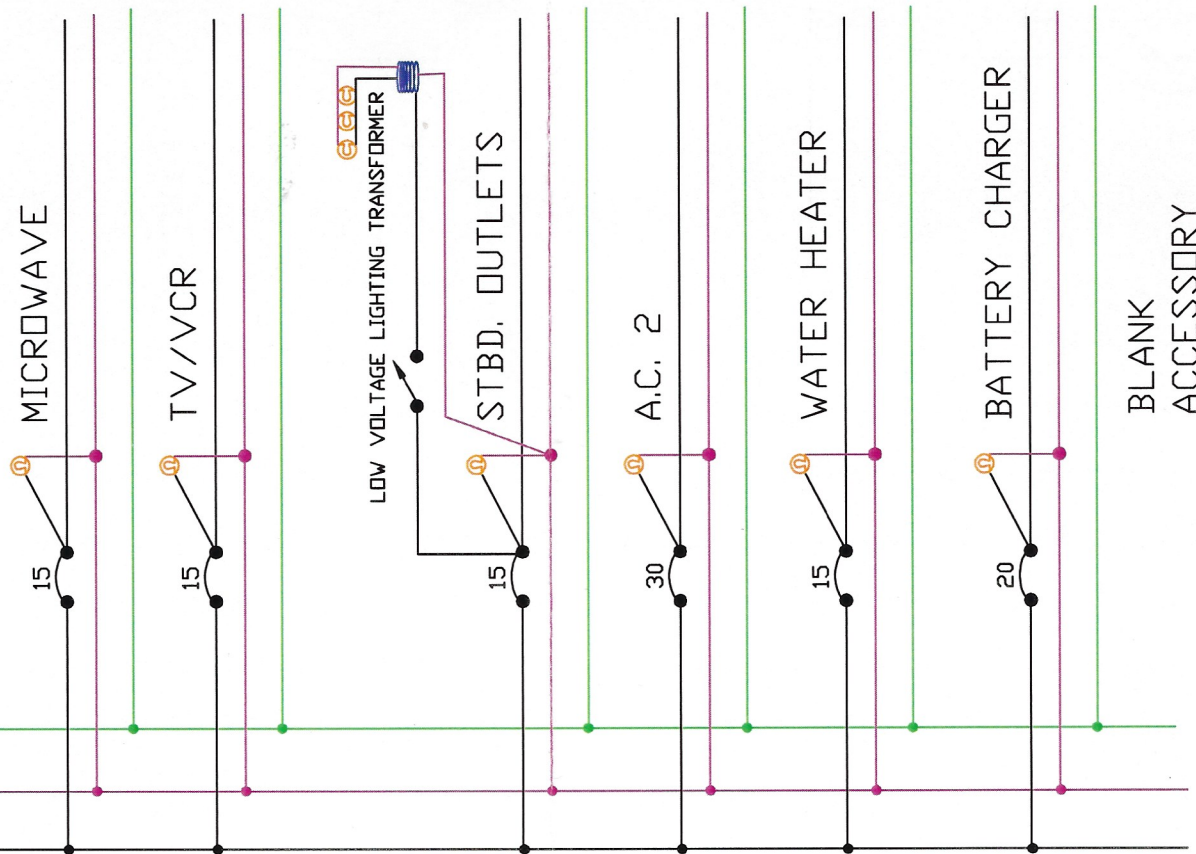 MICROWAVE
15
TV/VCR
15
LOW VOLTAGE LIGHTING TRANSFORMER
STBD. OUTLETS
15
A.C. 2
30
WATER HEATER
15
BATTERY CHARGER
20
BLANK
ACCESSORY